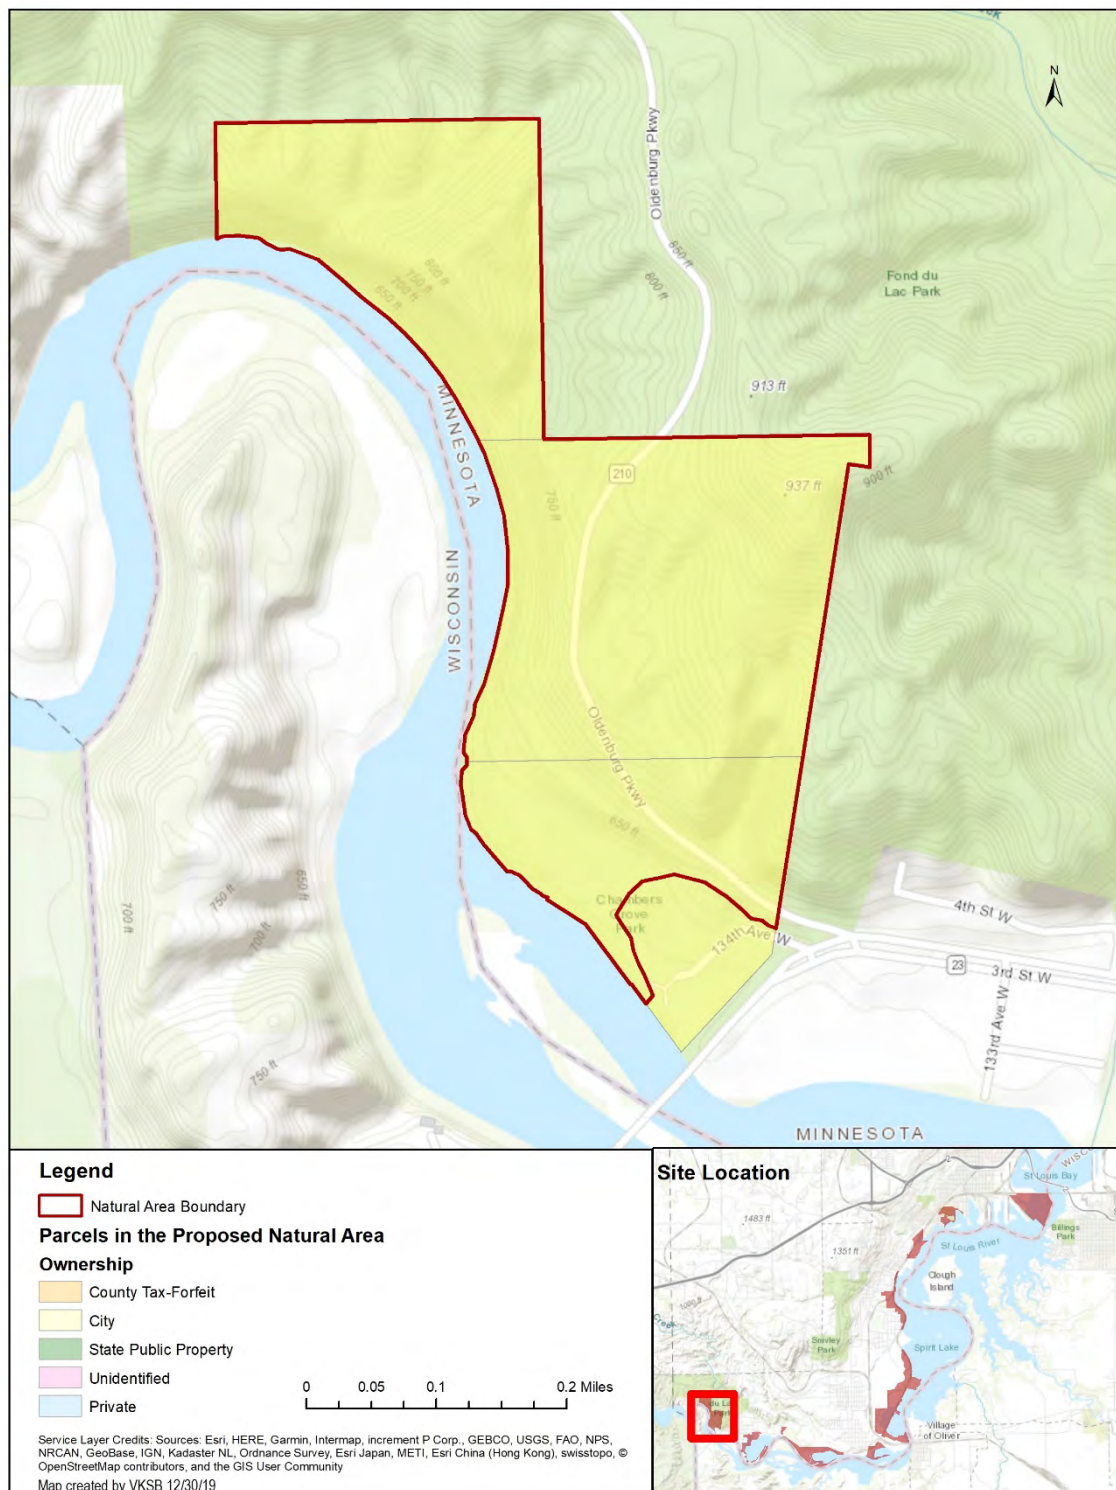 eek
N
Oldenburg Pkwy
850 ft
800 ft
Fond du
Lac Park
800 ft
750 ft
700 ft
650 ft
913 ft
MINNESOTA
210
900 ft
937 ft
750 ft
WISCONSIN
Oldenburg Pkwy
650 ft
650 ft
750 ft
700 ft
700 ft
Chambers
Grove
Park
134th Ave W
4th St W
23
3rd St W
133rd Ave W
750 ft
MINNESOTA
Legend
Natural Area Boundary
Parcels in the Proposed Natural Area
Ownership
County Tax-Forfeit
City
State Public Property
Unidentified
Private
0 0.05 0.1 0.2 Miles
Service Layer Credits: Sources: Esri, HERE, Garmin, Intermap, increment P Corp., GEBCO, USGS, FAO, NPS,
NRCAN, GeoBase, IGN, Kadaster NL, Ordnance Survey, Esri Japan, METI, Esri China (Hong Kong), swisstopo, ©
OpenStreetMap contributors, and the GIS User Community
Map created by VKSB 12/30/19
Site Location
2
WISC
St Louis Bay
1483 ft
Billings
Park
St Louis River
1351 ft
Clough
Island
Creek
Snivley
Park
Spirit Lake
du La
Village
of Oliver